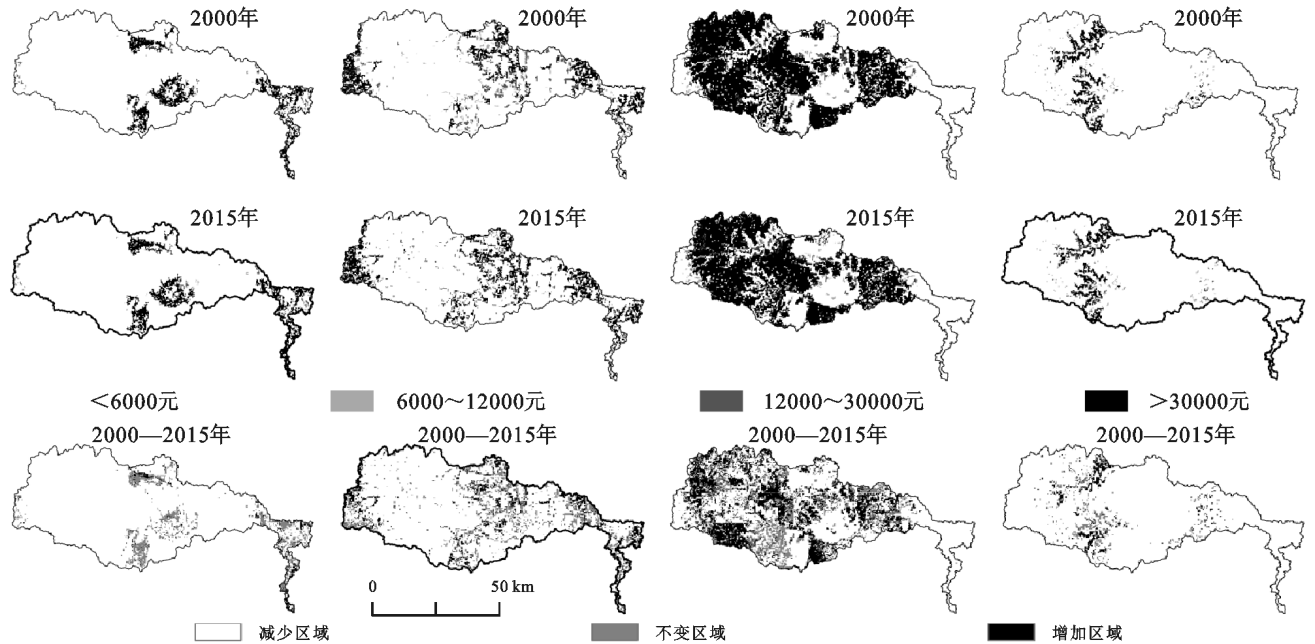 2000年 2000年 2000年 2000年
2015年 2015年 2015年 2015年
<6000元 6000～12000元 12000～30000元 >30000元
2000—2015年 2000—2015年 2000—2015年 2000—2015年
0 50 km
减少区域 不变区域 增加区域